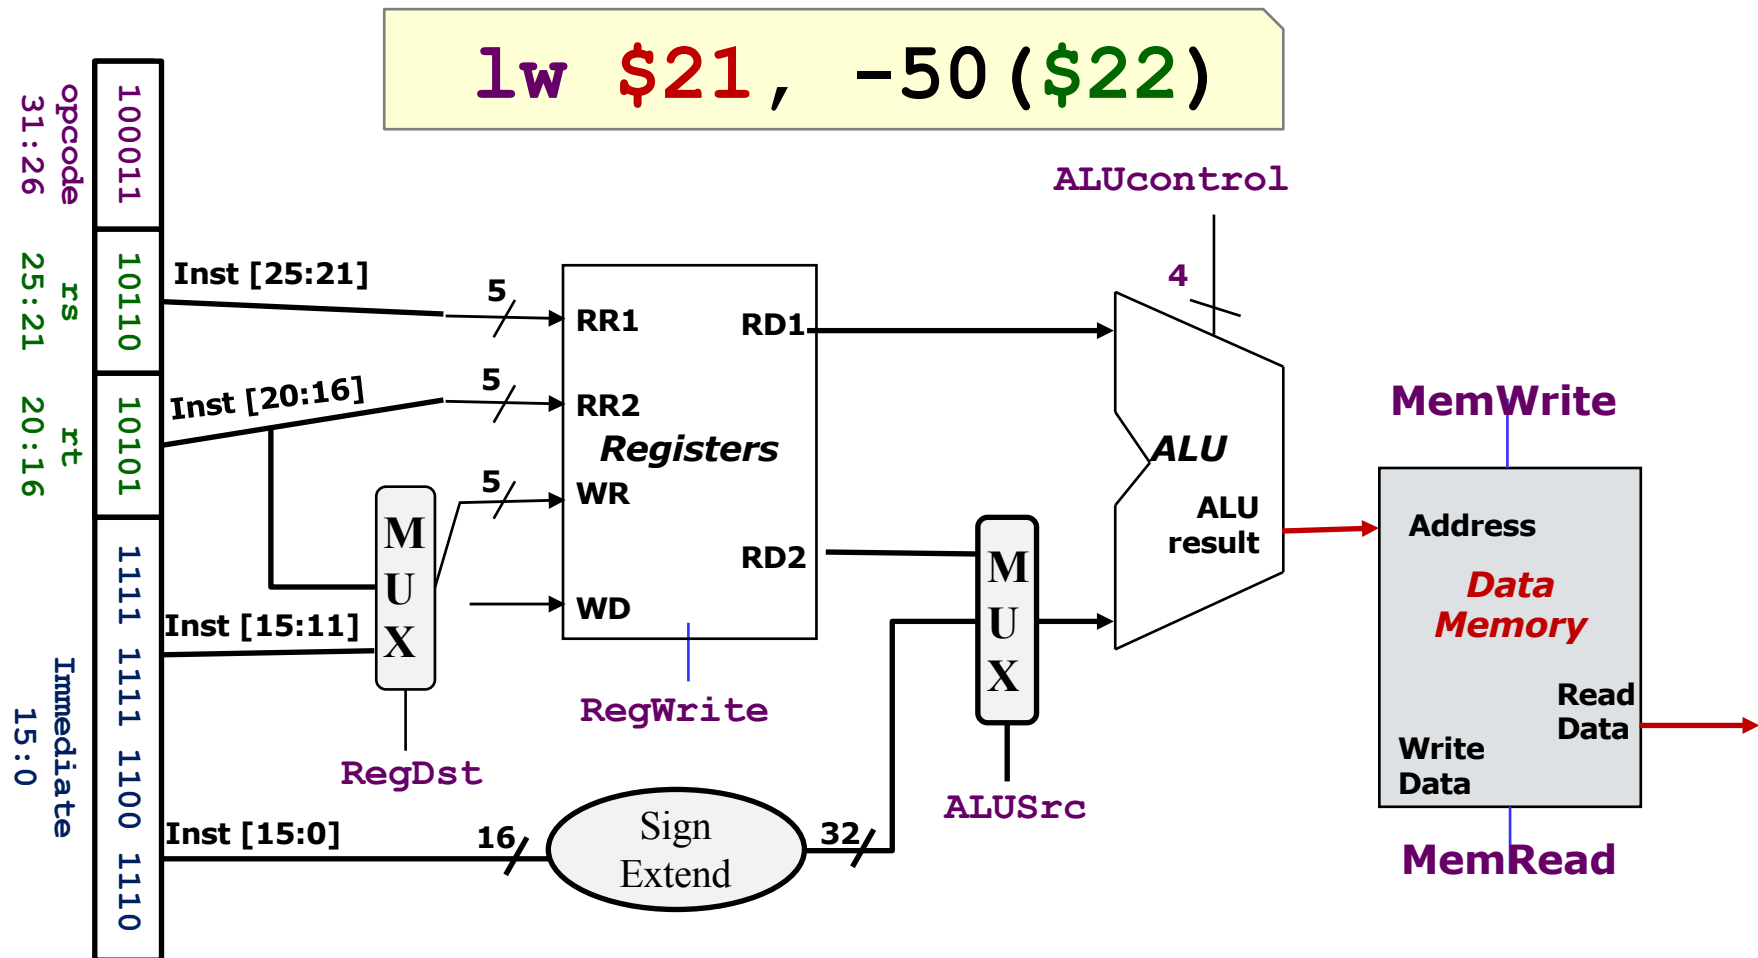 lw $21, -50($22)
opcode
31:26
100011
rs
25:21
10110
rt
20:16
10101
Immediate
15:0
1111 1111 1100 1110
Inst [25:21]
5
Inst [20:16]
5
5
Inst [15:11]
Inst [15:0]
16
32
M
U
X
RegDst
RR1
RR2
WR
WD
RD1
RD2
Registers
RegWrite
Sign
Extend
M
U
X
ALUSrc
ALUcontrol
4
ALU
ALU
result
MemWrite
Address
Data
Memory
Read
Data
Write
Data
MemRead